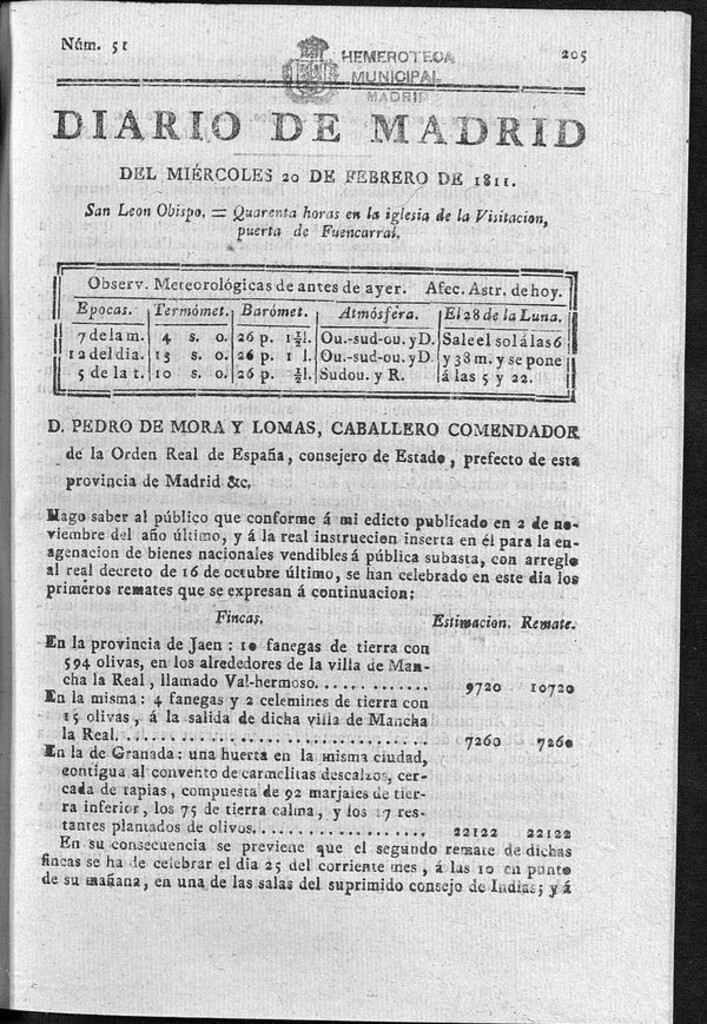 Núm. 51
205
HEMEROTECA
MUNICIPAL
MADRID
DIARIO DE MADRID
DEL MIÉRCOLES 20 DE FEBRERO DE 1811.
San Leon Obispo. = Quarenta horas en la iglesia de la Visitacion,
puerta de Fuencarral.
Observ. Meteorológicas de antes de ayer. Afec. Astr. de hoy.
Epocas. Termómet. Barómet. Atmósfera. El 28 de la Luna.
7 de la m. 4 s. o. 26 p. 1½l. Ou.-sud-ou. y D. Sale el sol á las 6
12 del dia. 13 s. o. 26 p. 1 l. Ou.-sud-ou. y D. y 38 m. y se pone
5 de la t. 10 s. o. 26 p. ½l. Sudou. y R. á las 5 y 22.
D. PEDRO DE MORA Y LOMAS, CABALLERO COMENDADOR
de la Orden Real de España, consejero de Estado, prefecto de esta
provincia de Madrid &c.
Hago saber al público que conforme á mi edicto publicado en 2 de no-
viembre del año último, y á la real instruccion inserta en él para la en-
agenacion de bienes nacionales vendibles á pública subasta, con arreglo
al real decreto de 16 de octubre último, se han celebrado en este dia los
primeros remates que se expresan á continuacion:
Fincas. Estimacion. Remate.
En la provincia de Jaen: 10 fanegas de tierra con
594 olivas, en los alrededores de la villa de Man-
cha la Real, llamado Val-hermoso............ 9720 10720
En la misma: 4 fanegas y 2 celemines de tierra con
15 olivas, á la salida de dicha villa de Mancha
la Real.................................. 7260 7260
En la de Granada: una huerta en la misma ciudad,
contigua al convento de carmelitas descalzos, cer-
cada de tapias, compuesta de 92 marjales de tier-
ra inferior, los 75 de tierra calma, y los 17 res-
tantes plantados de olivos.................. 22122 22122
En su consecuencia se previene que el segundo remate de dichas
fincas se ha de celebrar el dia 25 del corriente mes, á las 10 en punto
de su mañana, en una de las salas del suprimido consejo de Indias; y á